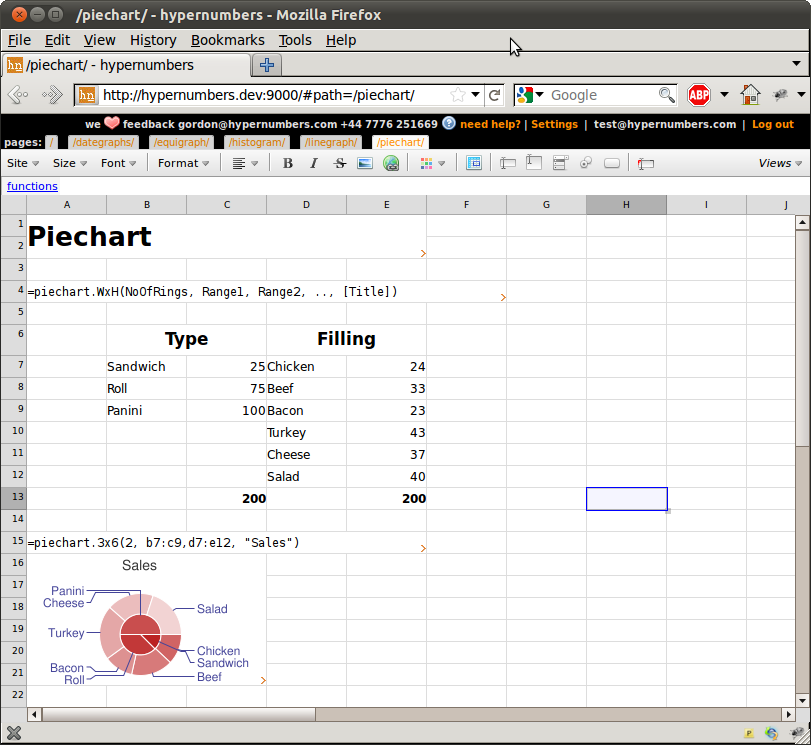 /piechart/ - hypernumbers - Mozilla Firefox
File Edit View History Bookmarks Tools Help
hn /piechart/ - hypernumbers
hn http://hypernumbers.dev:9000/#path=/piechart/ Google ABP
we feedback gordon@hypernumbers.com +44 7776 251669 ? need help? | Settings | test@hypernumbers.com | Log out
pages: / /dategraphs/ /equigraph/ /histogram/ /linegraph/ /piechart/
Site Size Font Format B I S Views
functions
A B C D E F G H I J
1 Piechart
2
3
4 =piechart.WxH(NoOfRings, Range1, Range2, .., [Title])
5
6 Type Filling
7 Sandwich 25 Chicken 24
8 Roll 75 Beef 33
9 Panini 100 Bacon 23
10 Turkey 43
11 Cheese 37
12 Salad 40
13 200 200
14
15 =piechart.3x6(2, b7:c9,d7:e12, "Sales")
16 Sales
17 Panini
18 Cheese Salad
19 Turkey
20 Chicken
Sandwich
21 Bacon Beef
Roll
22